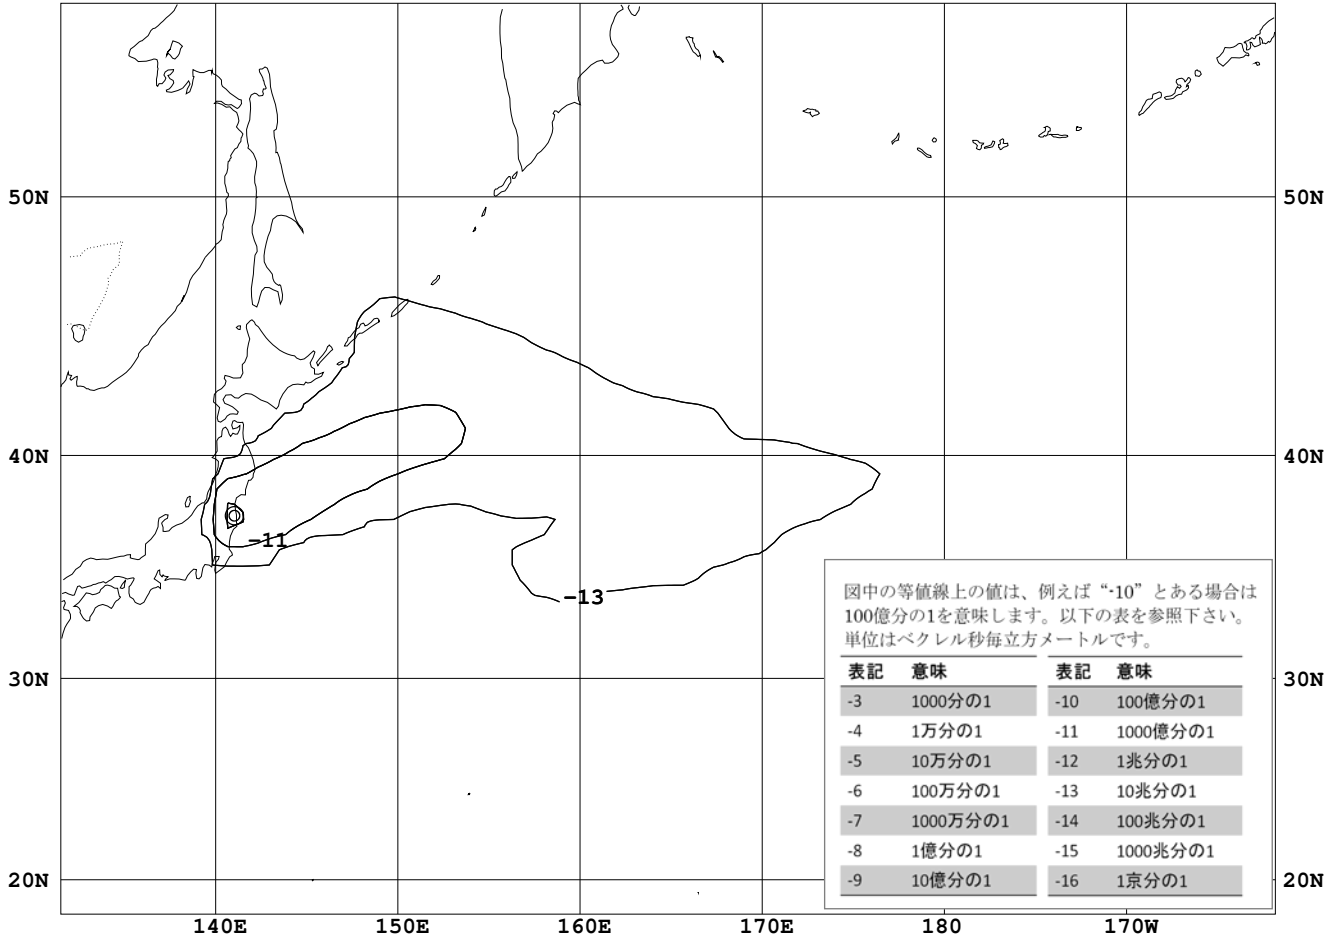 50N 50N
40N 40N
-11
-13
30N 30N
20N 20N
140E 150E 160E 170E 180 170W
図中の等値線上の値は、例えば“-10”とある場合は
100億分の1を意味します。以下の表を参照下さい。
単位はベクレル秒毎立方メートルです。
表記 意味 表記 意味
-3 1000分の1 -10 100億分の1
-4 1万分の1 -11 1000億分の1
-5 10万分の1 -12 1兆分の1
-6 100万分の1 -13 10兆分の1
-7 1000万分の1 -14 100兆分の1
-8 1億分の1 -15 1000兆分の1
-9 10億分の1 -16 1京分の1